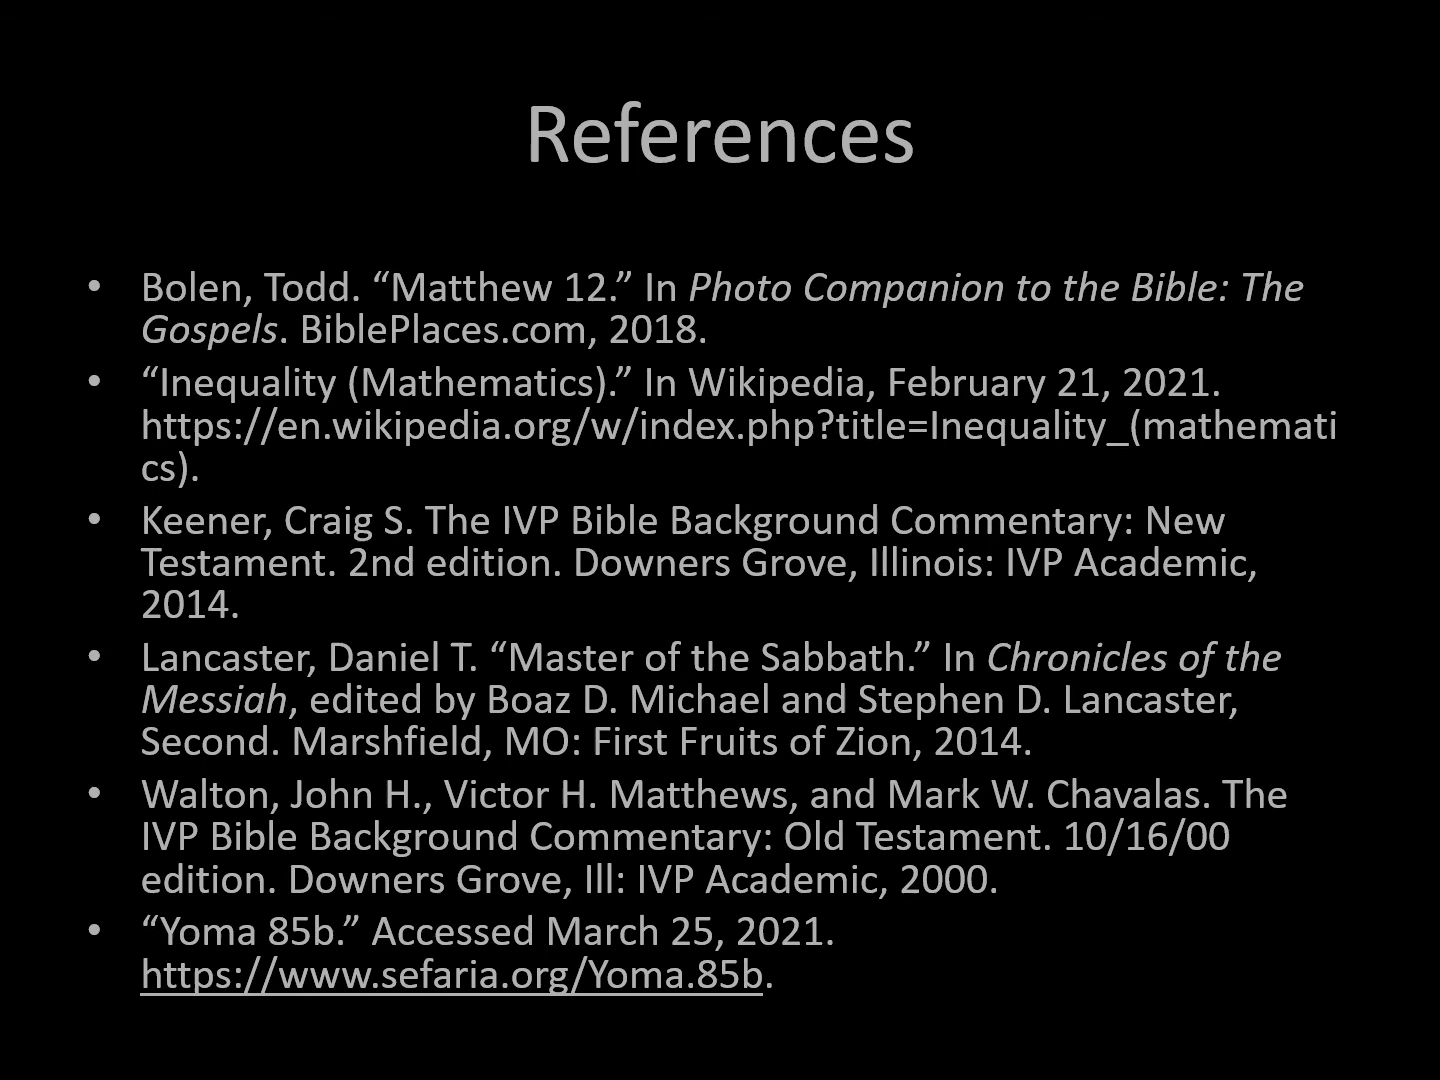 References
• Bolen, Todd. “Matthew 12.” In Photo Companion to the Bible: The
Gospels. BiblePlaces.com, 2018.
• “Inequality (Mathematics).” In Wikipedia, February 21, 2021.
https://en.wikipedia.org/w/index.php?title=Inequality_(mathemati
cs).
• Keener, Craig S. The IVP Bible Background Commentary: New
Testament. 2nd edition. Downers Grove, Illinois: IVP Academic,
2014.
• Lancaster, Daniel T. “Master of the Sabbath.” In Chronicles of the
Messiah, edited by Boaz D. Michael and Stephen D. Lancaster,
Second. Marshfield, MO: First Fruits of Zion, 2014.
• Walton, John H., Victor H. Matthews, and Mark W. Chavalas. The
IVP Bible Background Commentary: Old Testament. 10/16/00
edition. Downers Grove, Ill: IVP Academic, 2000.
• “Yoma 85b.” Accessed March 25, 2021.
https://www.sefaria.org/Yoma.85b.